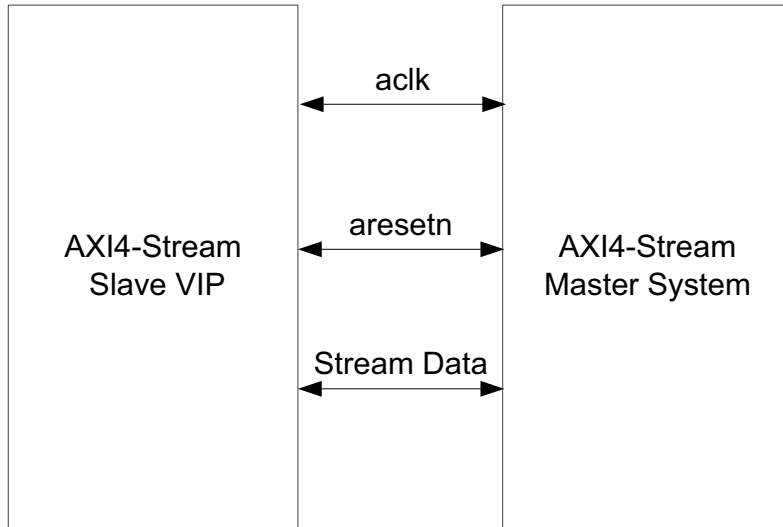 aclk
AXI4-Stream
Slave VIP
aresetn
AXI4-Stream
Master System
Stream Data